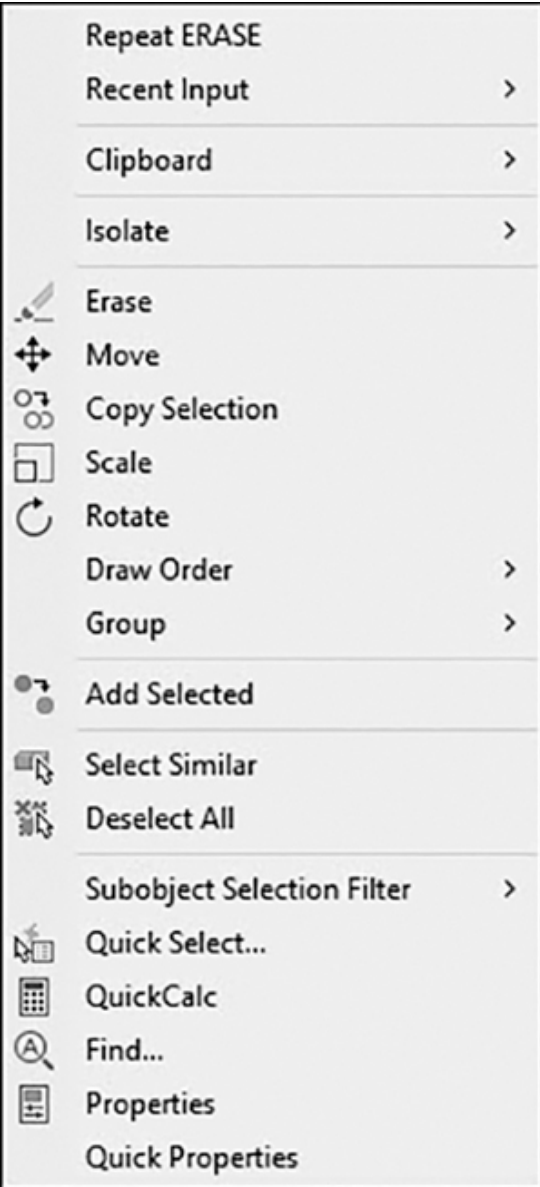 Repeat ERASE
Recent Input
Clipboard
Isolate
Erase
Move
Copy Selection
Scale
Rotate
Draw Order
Group
Add Selected
Select Similar
Deselect All
Subobject Selection Filter
Quick Select...
QuickCalc
Find...
Properties
Quick Properties